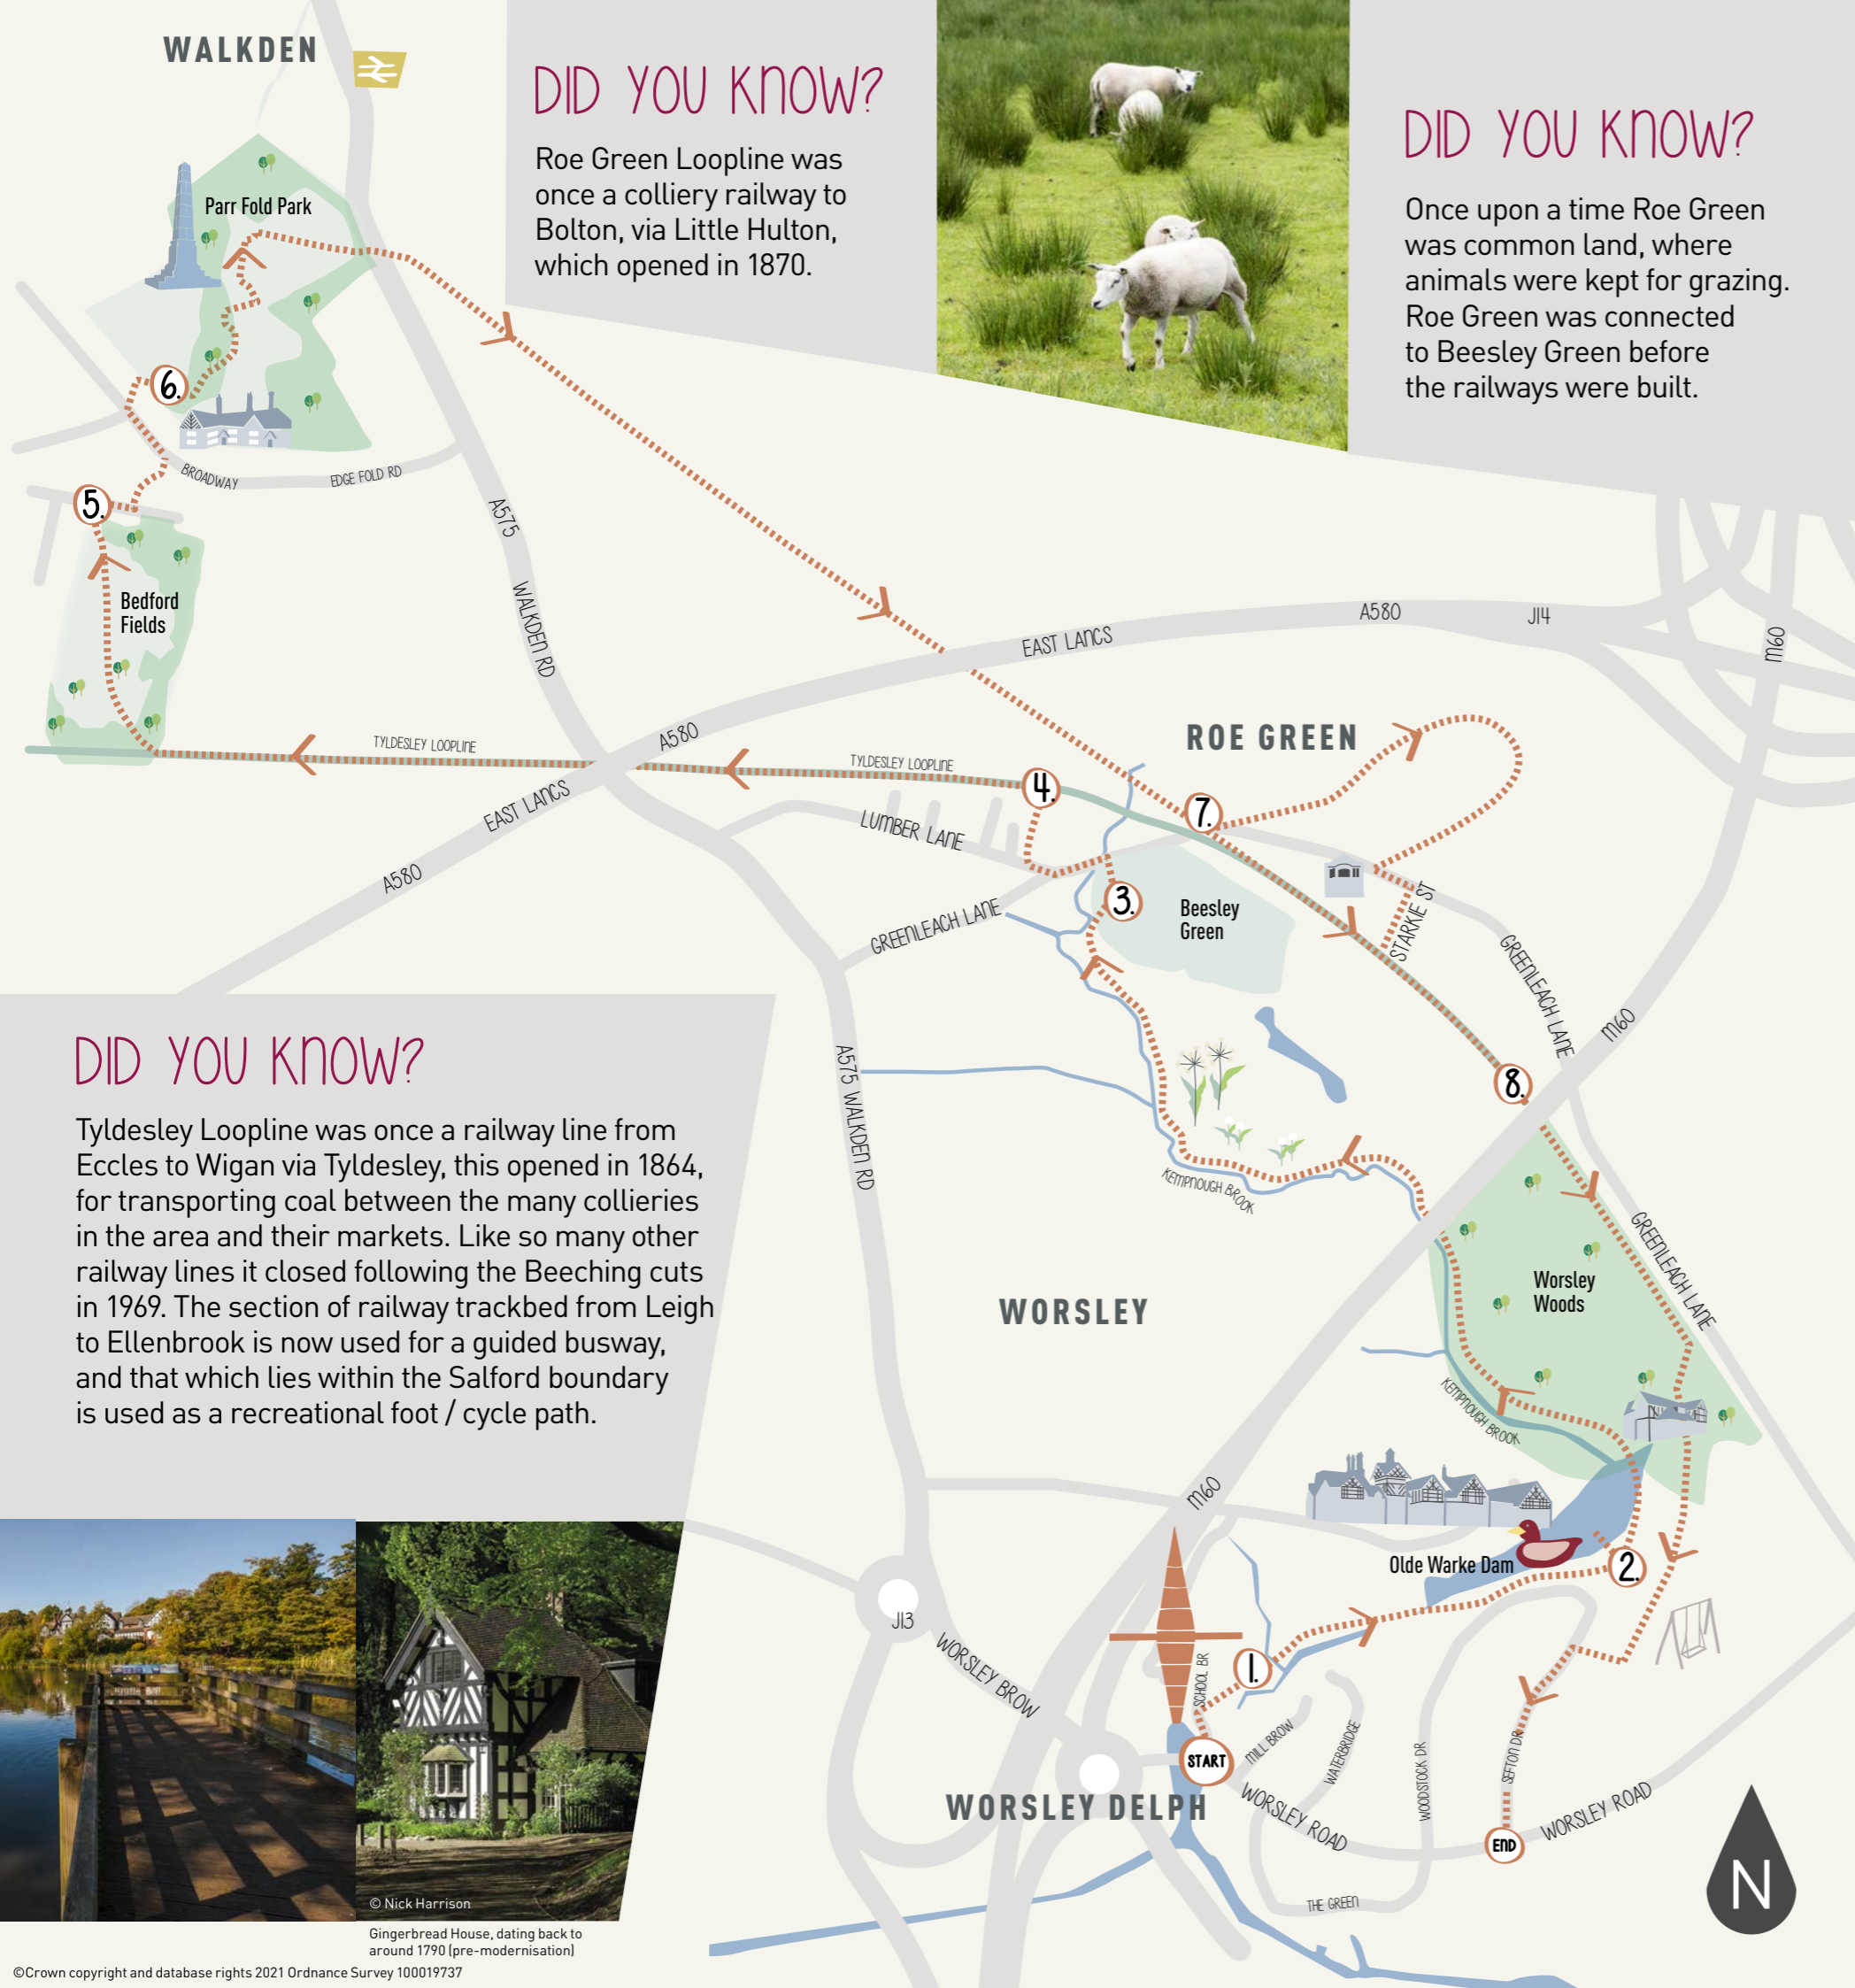 WALKDEN
DID YOU KNOW?
Roe Green Loopline was
once a colliery railway to
Bolton, via Little Hulton,
which opened in 1870.
DID YOU KNOW?
Once upon a time Roe Green
was common land, where
animals were kept for grazing.
Roe Green was connected
to Beesley Green before
the railways were built.
Parr Fold Park
6.
BROADWAY
EDGE FOLD RD
5.
A575
WALKDEN RD
Bedford
Fields
EAST LANCS
A580
J14
M60
A580
TYLDESLEY LOOPLINE
TYLDESLEY LOOPLINE
ROE GREEN
4.
7.
EAST LANCS
A580
LUMBER LANE
3.
Beesley
Green
STARKIE ST
GREENLEACH LANE
GREENLEACH LANE
M60
8.
DID YOU KNOW?
Tyldesley Loopline was once a railway line from
Eccles to Wigan via Tyldesley, this opened in 1864,
for transporting coal between the many collieries
in the area and their markets. Like so many other
railway lines it closed following the Beeching cuts
in 1969. The section of railway trackbed from Leigh
to Ellenbrook is now used for a guided busway,
and that which lies within the Salford boundary
is used as a recreational foot / cycle path.
A575 WALKDEN RD
KEMPNOUGH BROOK
GREENLEACH LANE
Worsley
Woods
WORSLEY
KEMPNOUGH BROOK
M60
Olde Warke Dam
2.
J13
WORSLEY BROW
SCHOOL BR
1.
START
MILL BROW
WATERBRIDGE
WOODSTOCK DR
SEFTON DR
WORSLEY DELPH
WORSLEY ROAD
END
WORSLEY ROAD
THE GREEN
N
© Nick Harrison
Gingerbread House, dating back to
around 1790 (pre-modernisation)
©Crown copyright and database rights 2021 Ordnance Survey 100019737